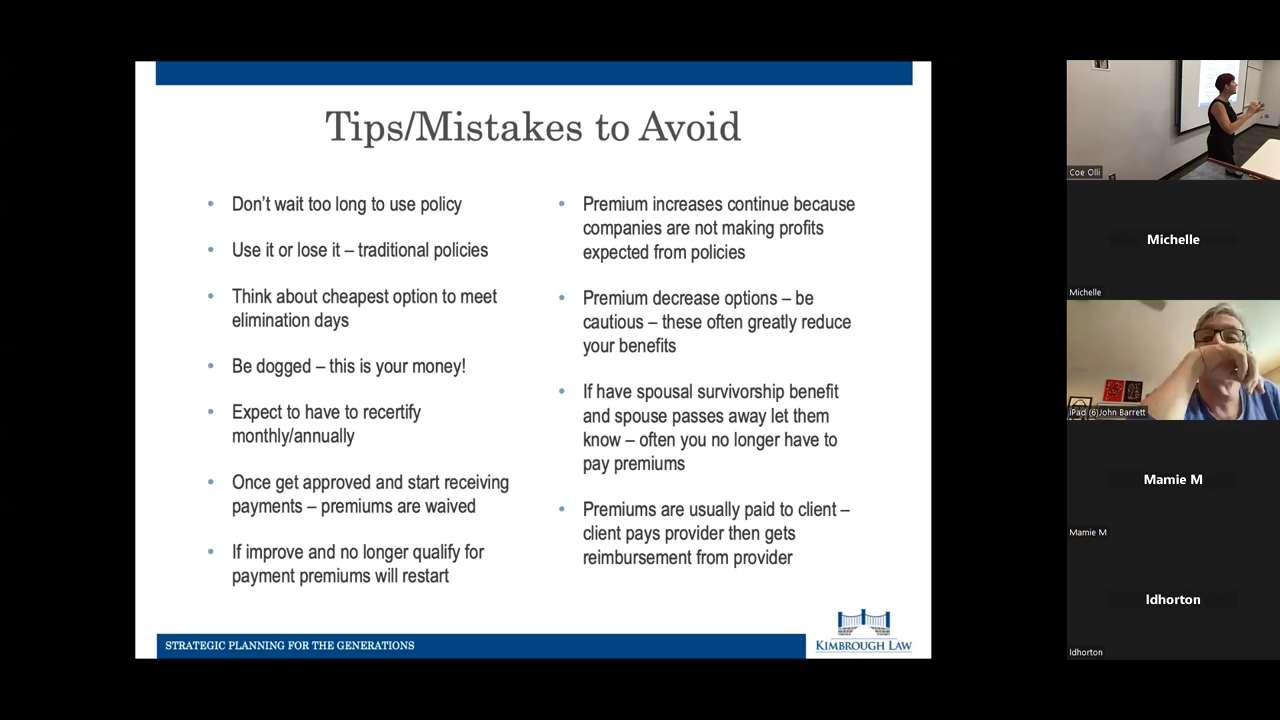 Tips/Mistakes to Avoid
• Don't wait too long to use policy
• Use it or lose it – traditional policies
• Think about cheapest option to meet
elimination days
• Be dogged – this is your money!
• Expect to have to recertify
monthly/annually
• Once get approved and start receiving
payments – premiums are waived
• If improve and no longer qualify for
payment premiums will restart
• Premium increases continue because
companies are not making profits
expected from policies
• Premium decrease options – be
cautious – these often greatly reduce
your benefits
• If have spousal survivorship benefit
and spouse passes away let them
know – often you no longer have to
pay premiums
• Premiums are usually paid to client –
client pays provider then gets
reimbursement from provider
STRATEGIC PLANNING FOR THE GENERATIONS
KIMBROUGH LAW
Coe Olli
Michelle
Michelle
iPad (6)John Barrett
Mamie M
Mamie M
ldhorton
ldhorton